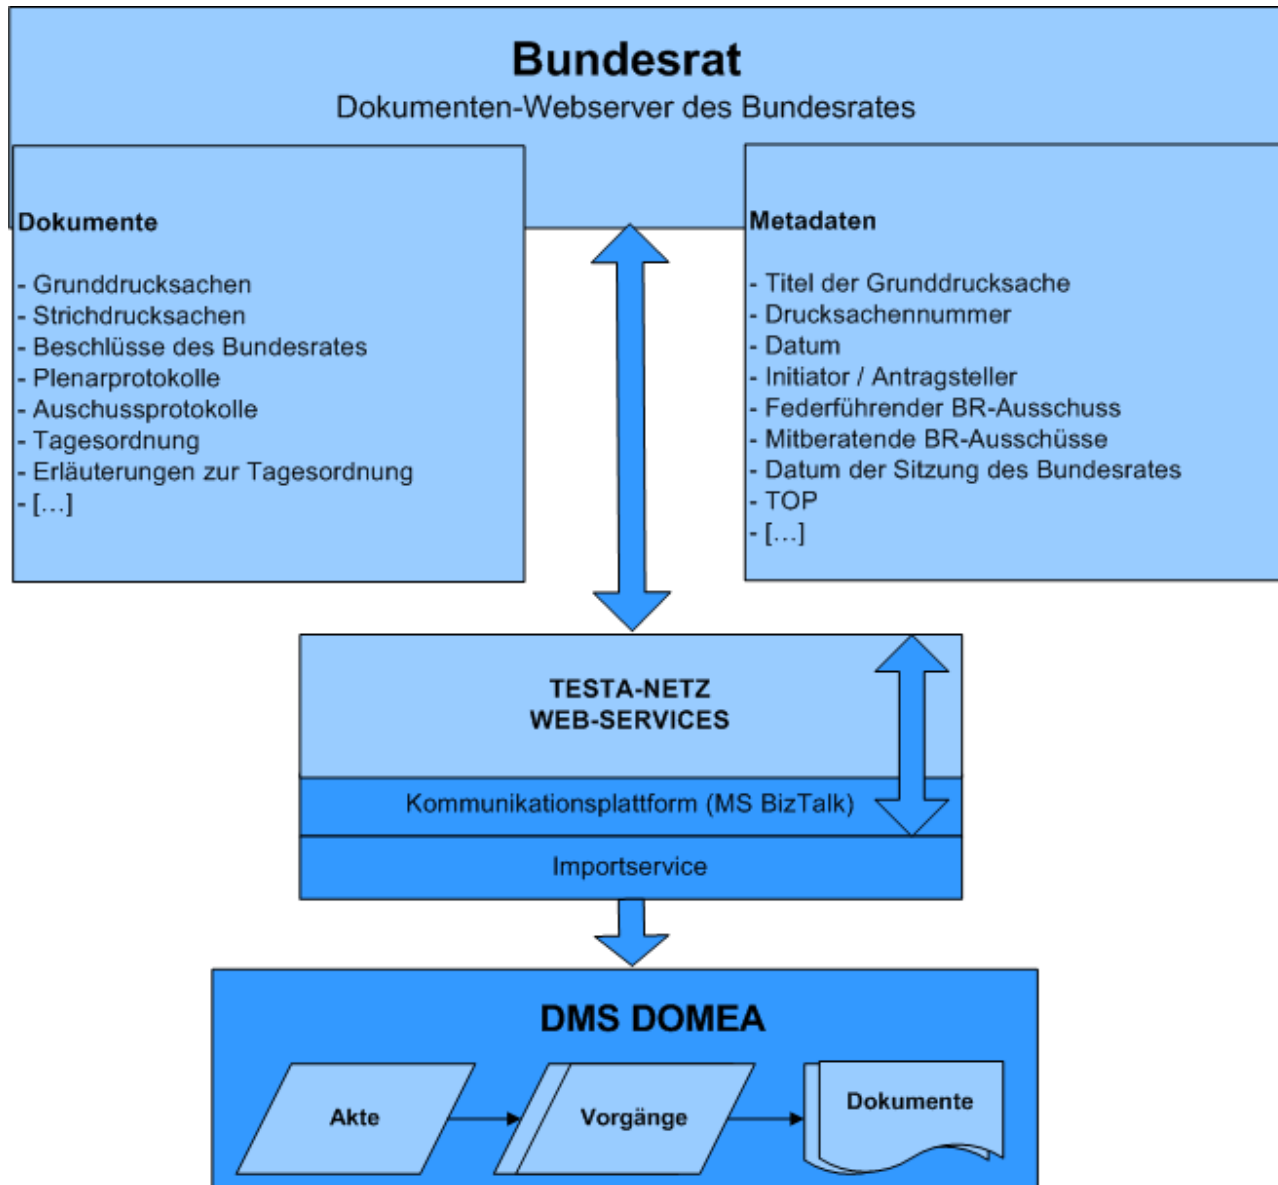 Bundesrat
Dokumenten-Webserver des Bundesrates
Dokumente
- Grunddrucksachen
- Strichdrucksachen
- Beschlüsse des Bundesrates
- Plenarprotokolle
- Auschussprotokolle
- Tagesordnung
- Erläuterungen zur Tagesordnung
- […]
Metadaten
- Titel der Grunddrucksache
- Drucksachennummer
- Datum
- Initiator / Antragsteller
- Federführender BR-Ausschuss
- Mitberatende BR-Ausschüsse
- Datum der Sitzung des Bundesrates
- TOP
- […]
TESTA-NETZ
WEB-SERVICES
Kommunikationsplattform (MS BizTalk)
Importservice
DMS DOMEA
Akte
Vorgänge
Dokumente